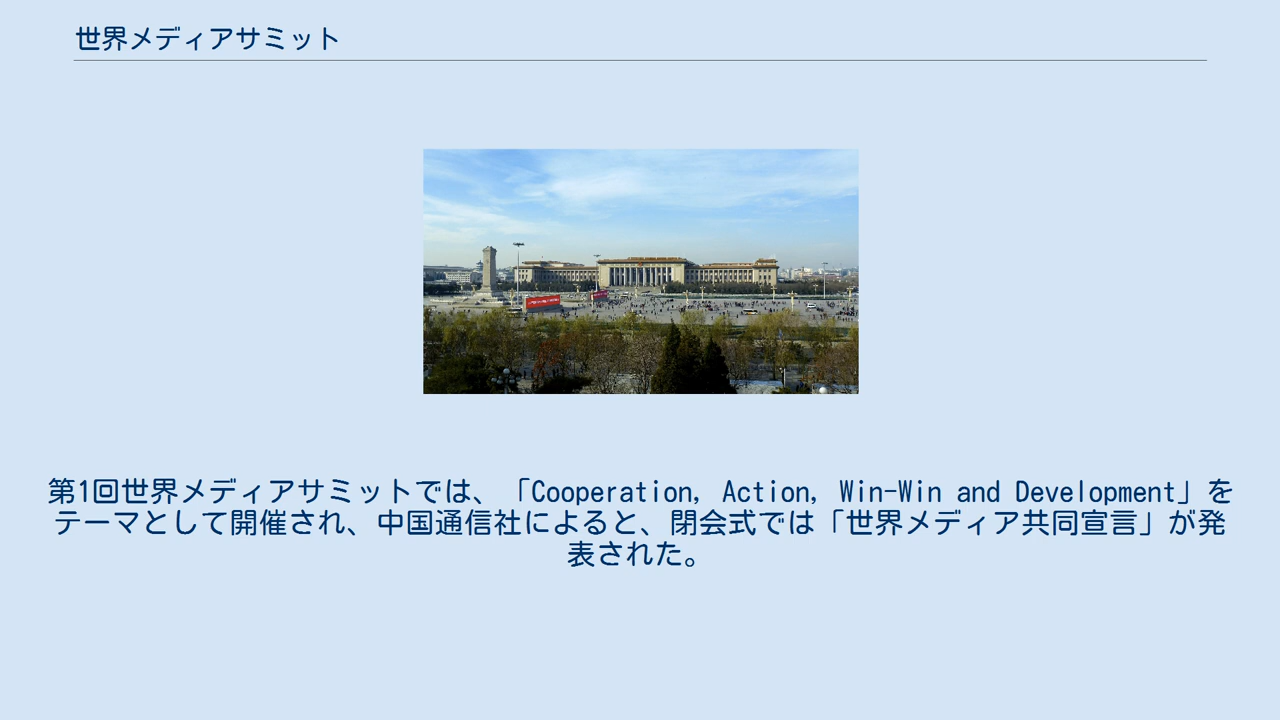 世界メディアサミット
第1回世界メディアサミットでは、「Cooperation, Action, Win-Win and Development」を
テーマとして開催され、中国通信社によると、閉会式では「世界メディア共同宣言」が発
表された。